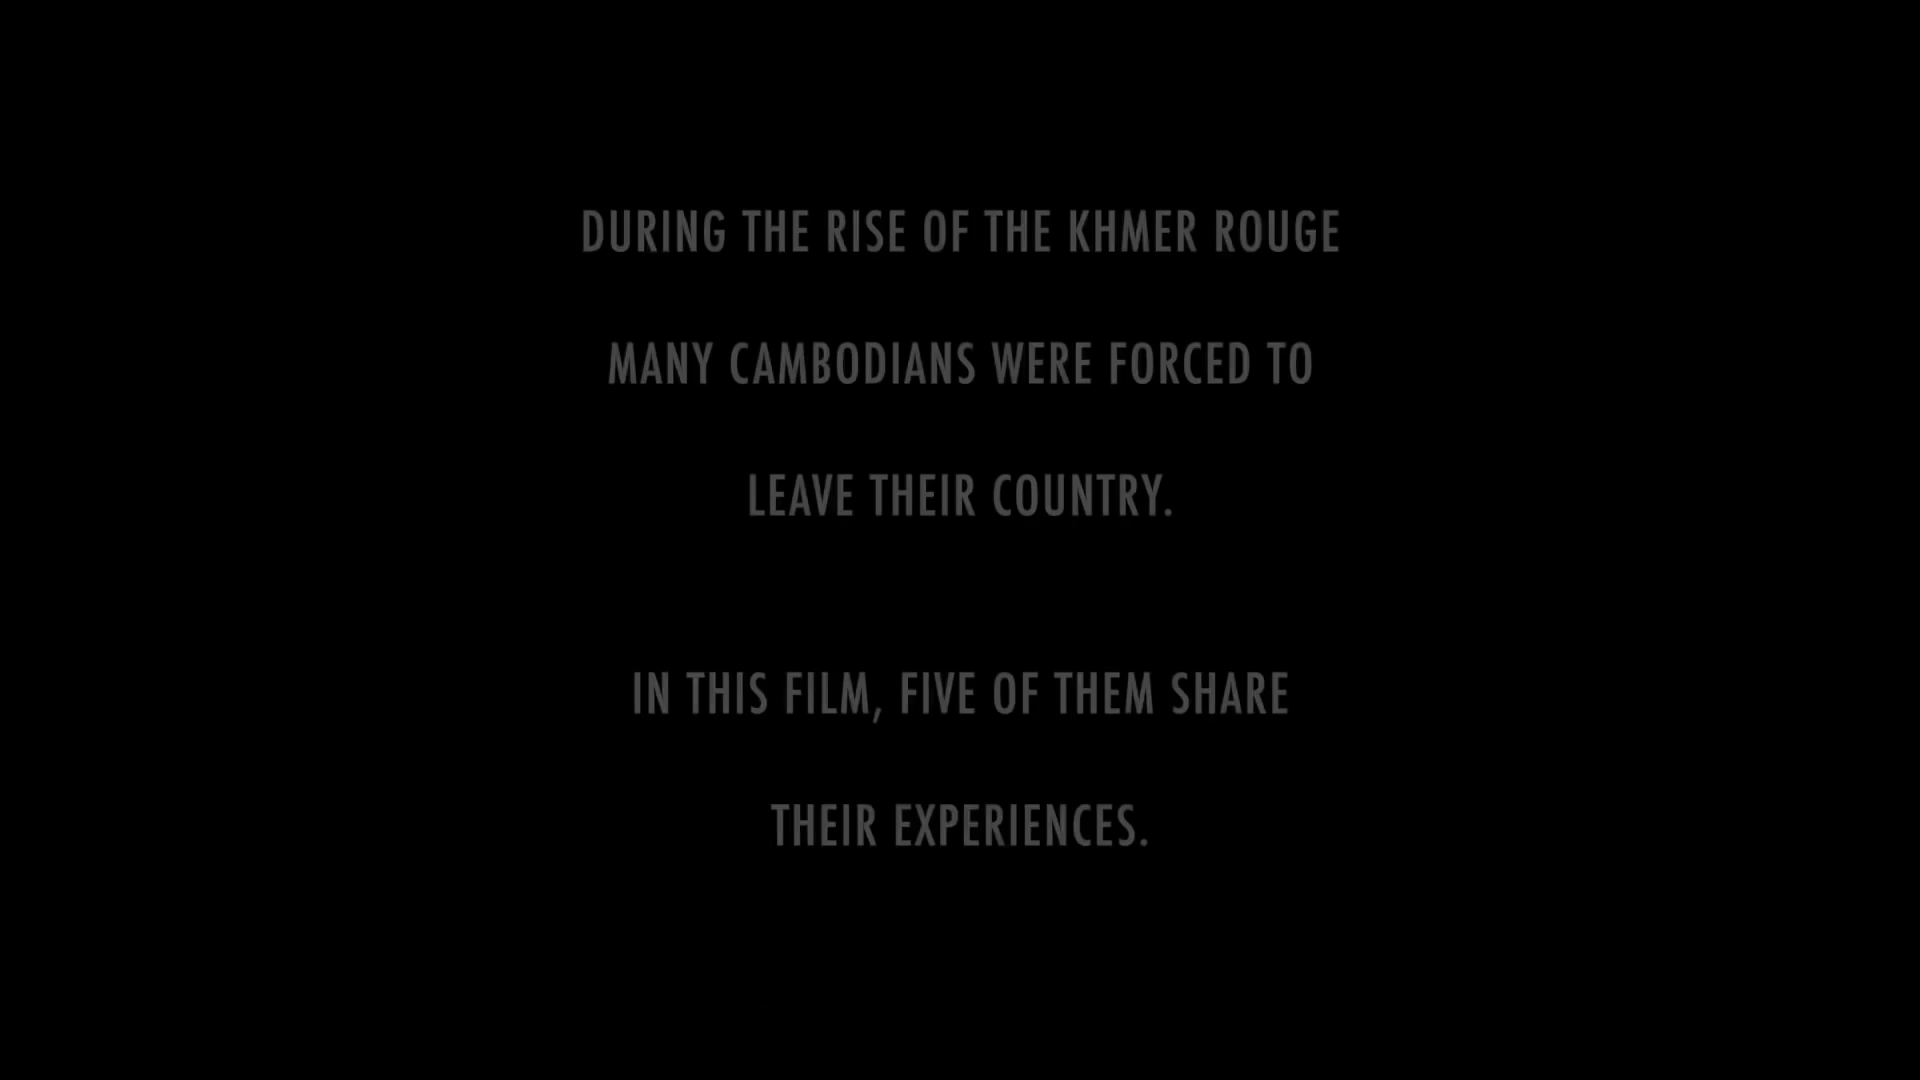 DURING THE RISE OF THE KHMER ROUGE
MANY CAMBODIANS WERE FORCED TO
LEAVE THEIR COUNTRY.
IN THIS FILM, FIVE OF THEM SHARE
THEIR EXPERIENCES.